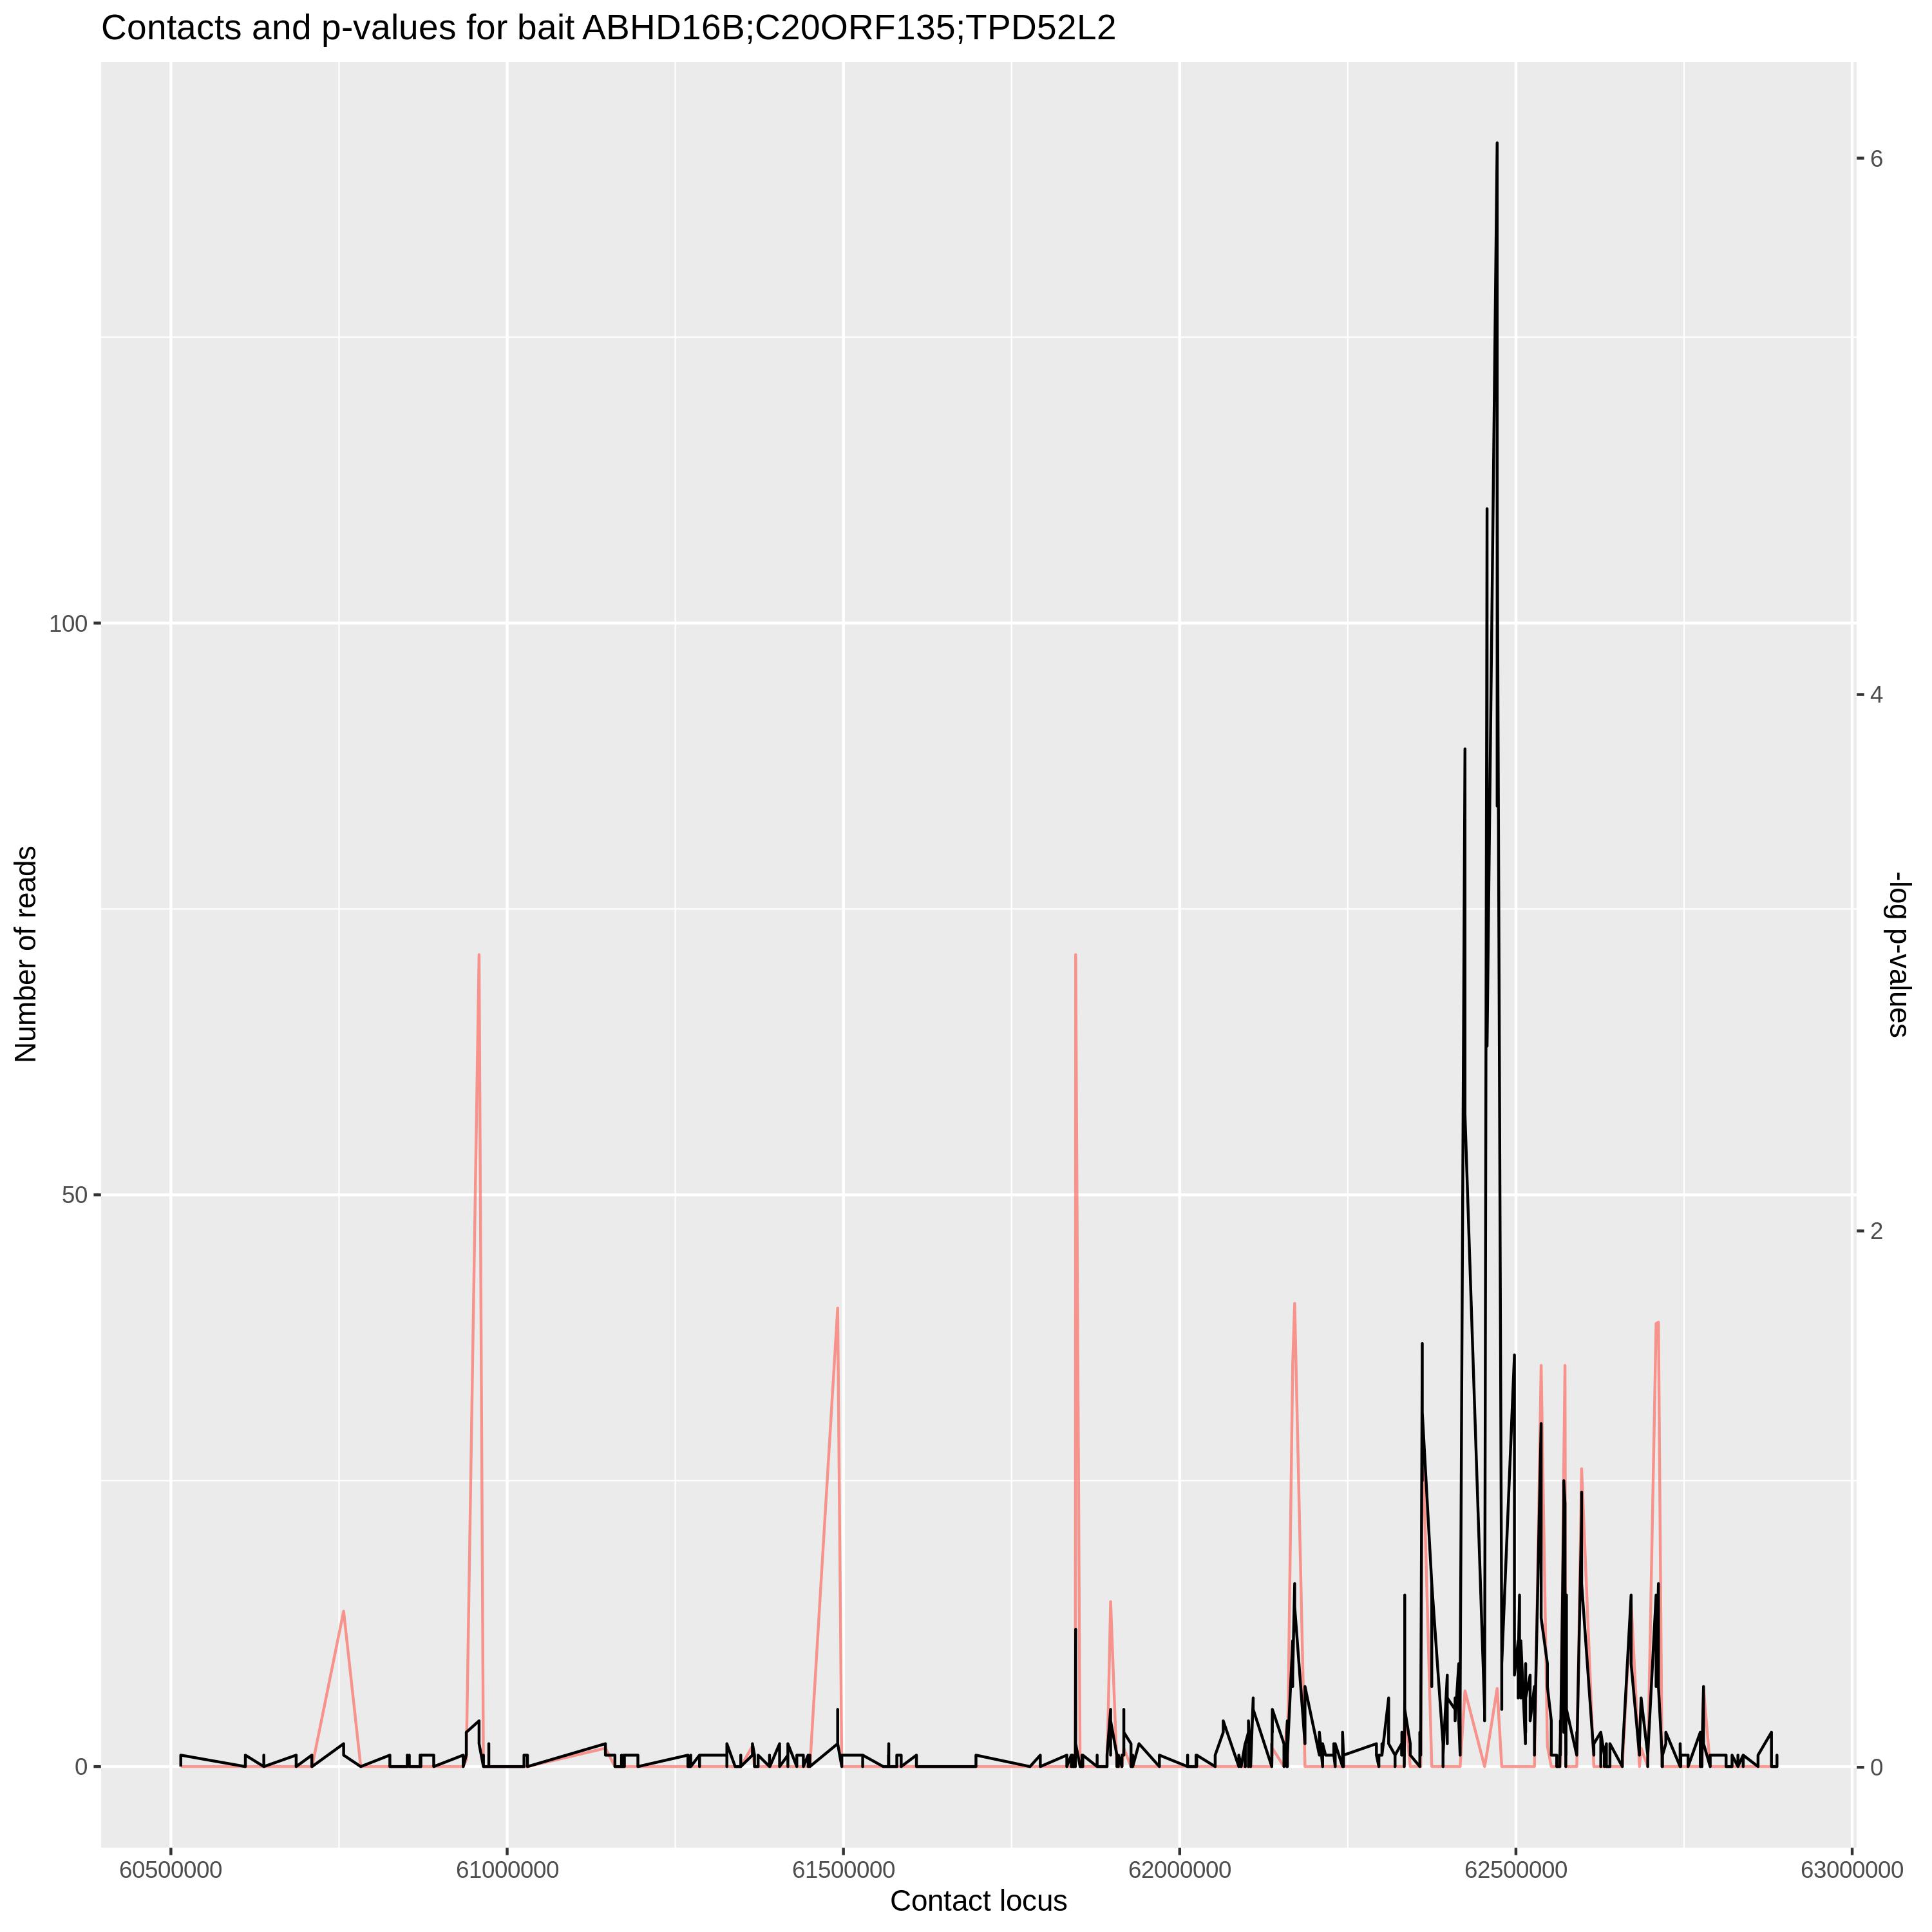 Contacts and p-values for bait ABHD16B;C20ORF135;TPD52L2
Number of reads
100
50
0
6
4
2
0
-log p-values
60500000 61000000 61500000 62000000 62500000 63000000
Contact locus